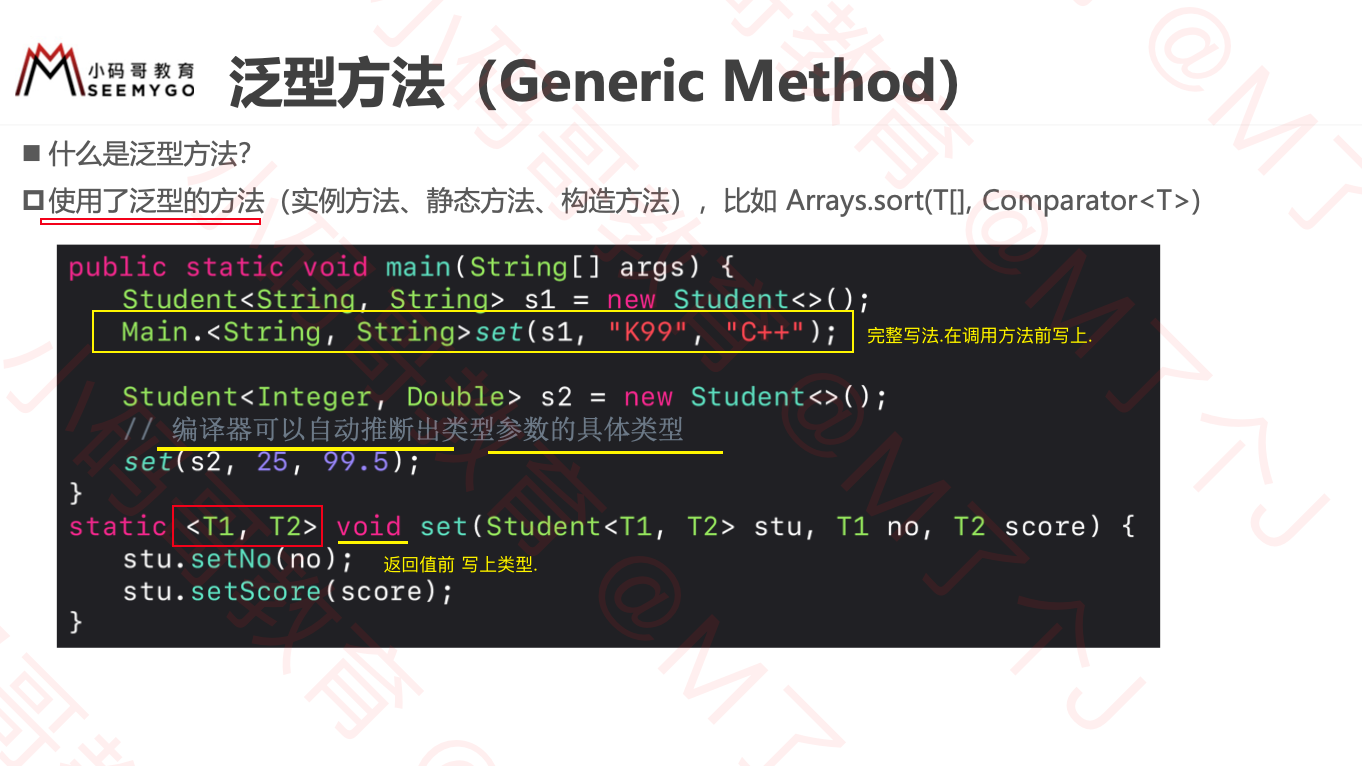 小码哥教育
SEEMYGO
泛型方法（Generic Method）
什么是泛型方法？
使用了泛型的方法（实例方法、静态方法、构造方法），比如 Arrays.sort(T[], Comparator<T>)
public static void main(String[] args) {
Student<String, String> s1 = new Student<>();
Main.<String, String>set(s1, "K99", "C++");
完整写法.在调用方法前写上.
Student<Integer, Double> s2 = new Student<>();
// 编译器可以自动推断出类型参数的具体类型
set(s2, 25, 99.5);
}
static <T1, T2> void set(Student<T1, T2> stu, T1 no, T2 score) {
stu.setNo(no);
返回值前 写上类型.
stu.setScore(score);
}
小码哥教育 @M了个J